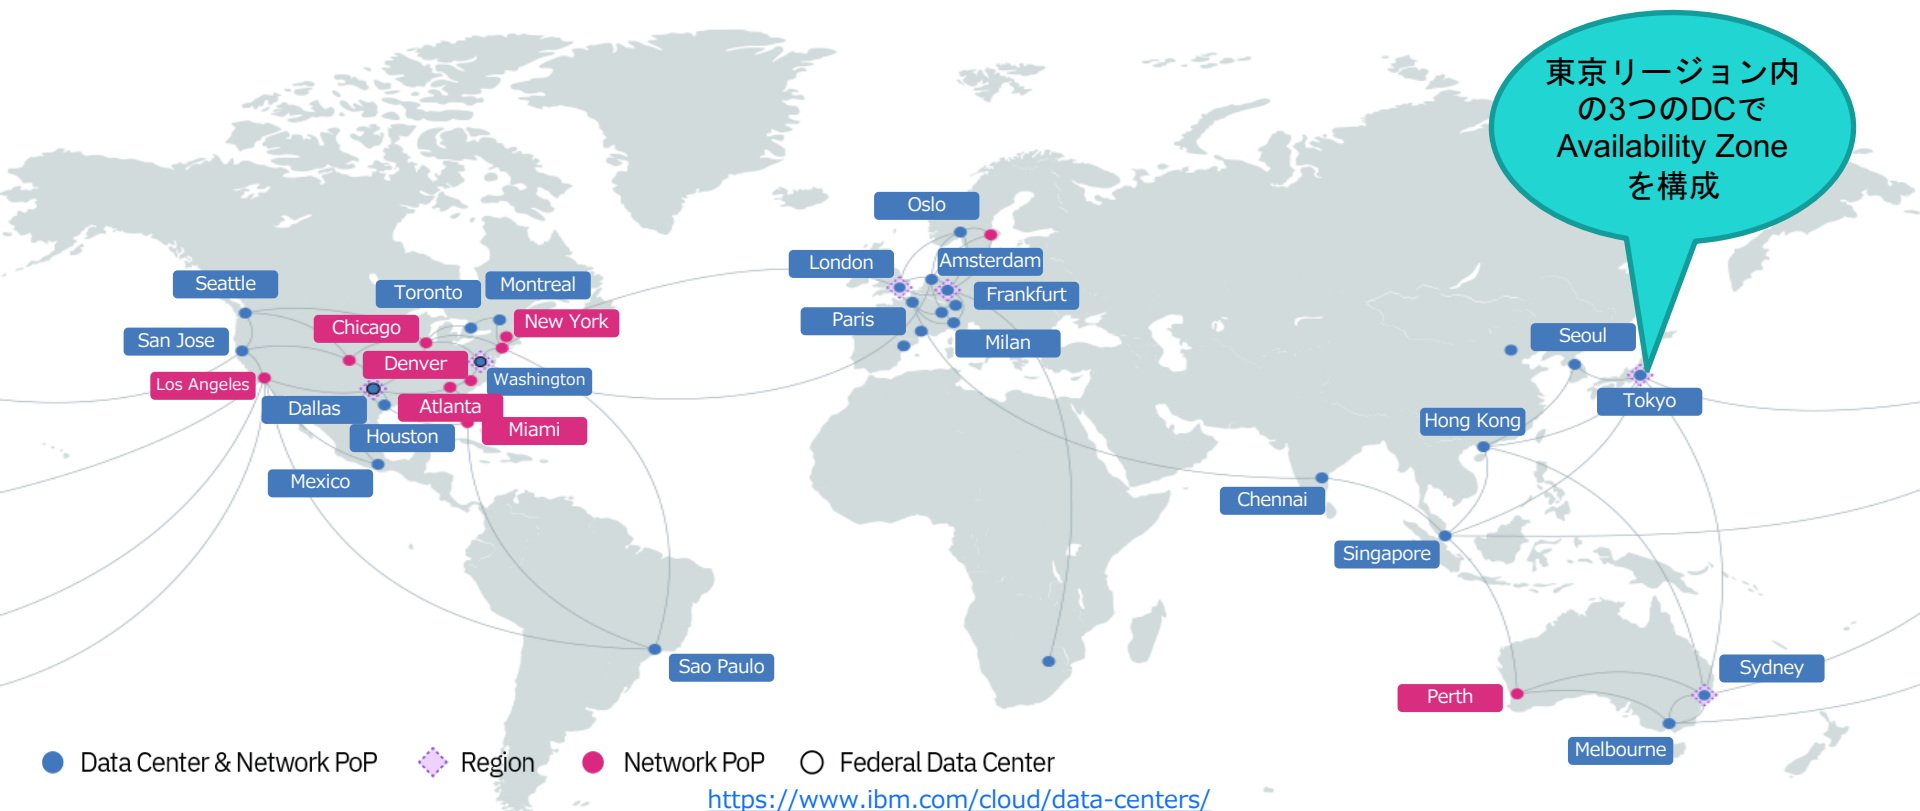 東京リージョン内
の3つのDCで
Availability Zone
を構成
Oslo
London
Amsterdam
Seattle
Toronto
Montreal
Frankfurt
Paris
New York
Chicago
San Jose
Seoul
Milan
Denver
Los Angeles
Washington
Tokyo
Dallas
Atlanta
Hong Kong
Miami
Houston
Mexico
Chennai
Singapore
Sao Paulo
Sydney
Perth
Melbourne
Data Center & Network PoP
Region
Network PoP
Federal Data Center
https://www.ibm.com/cloud/data-centers/